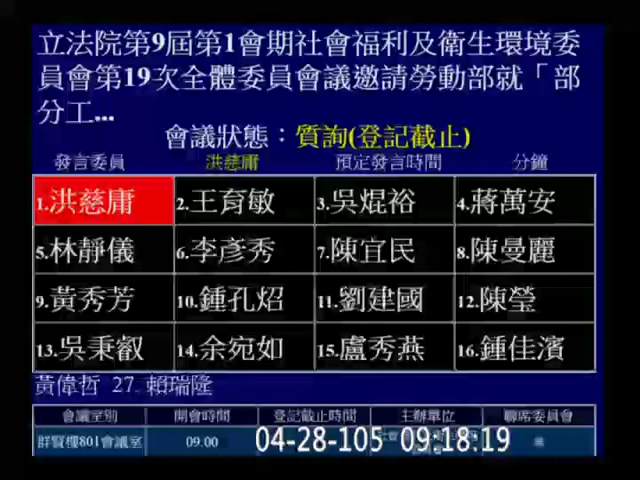 立法院第9屆第1會期社會福利及衛生環境委
員會第19次全體委員會議邀請勞動部就「部
分工...
會議狀態：質詢(登記截止)
發言委員 洪慈庸 預定發言時間 分鐘
1.洪慈庸 2.王育敏 3.吳焜裕 4.蔣萬安
5.林靜儀 6.李彥秀 7.陳宜民 8.陳曼麗
9.黃秀芳 10.鍾孔炤 11.劉建國 12.陳瑩
13.吳秉叡 14.余宛如 15.盧秀燕 16.鍾佳濱
黃偉哲 27. 賴瑞隆
會議室別 開會時間 登記截止時間 主辦單位 聯席委員會
群賢樓801會議室 09.00
04-28-105 09:18:19